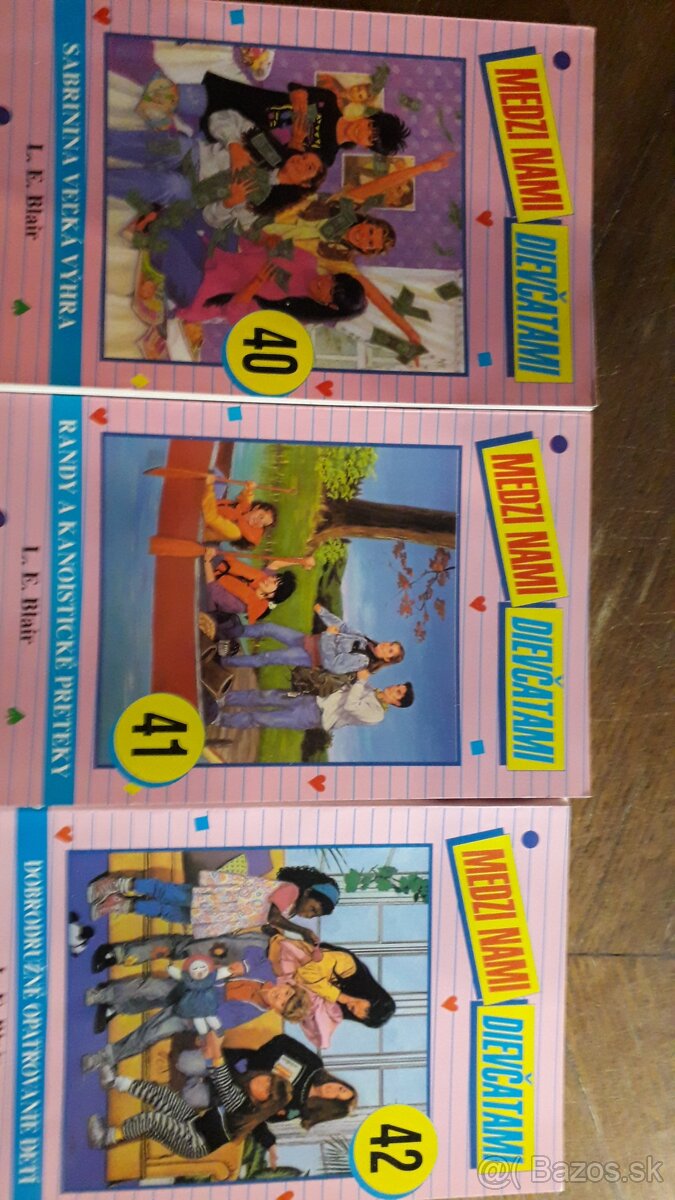 MEDZI NAMI
DIEVČATAMI
40
SABRININA VEĽKÁ VÝHRA
L. E. Blair
MEDZI NAMI
DIEVČATAMI
41
RANDY A KANOISTICKÉ PRETEKY
L. E. Blair
MEDZI NAMI
DIEVČATAMI
42
DOBRODRUŽNÉ OPATROVANIE DETÍ
Bazos.sk